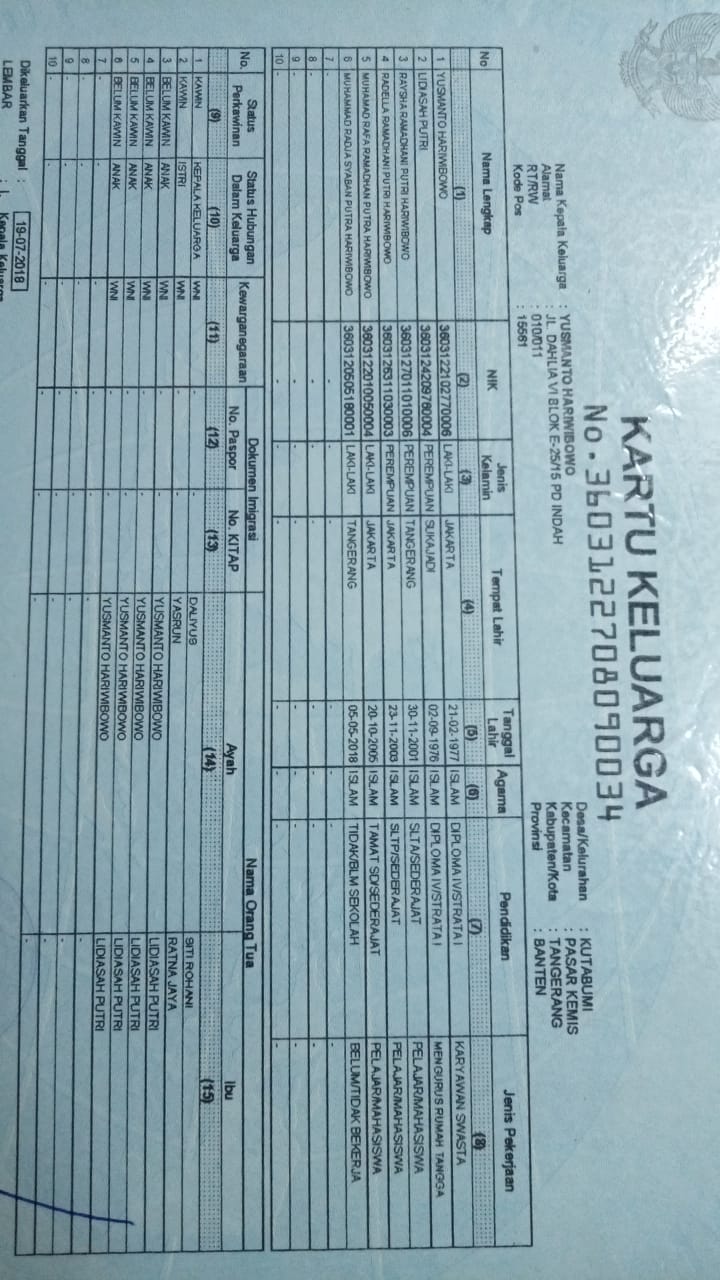 KARTU KELUARGA
No. 3603122708090034
Nama Kepala Keluarga : YUSMANTO HARIWIBOWO
Alamat : JL. DAHLIA VI BLOK E-25/15 PD INDAH
RT/RW : 010/011
Kode Pos : 15561
Desa/Kelurahan : KUTABUMI
Kecamatan : PASAR KEMIS
Kabupaten/Kota : TANGERANG
Provinsi : BANTEN
No Nama Lengkap NIK Jenis Kelamin Tempat Lahir Tanggal Lahir Agama Pendidikan Jenis Pekerjaan
(1) (2) (3) (4) (5) (6) (7) (8)
1 YUSMANTO HARIWIBOWO 3603122102770006 LAKI-LAKI JAKARTA 21-02-1977 ISLAM DIPLOMA IV/STRATA I KARYAWAN SWASTA
2 LIDIASAH PUTRI 3603124209760004 PEREMPUAN SUKAJADI 02-09-1976 ISLAM DIPLOMA IV/STRATA I MENGURUS RUMAH TANGGA
3 RAYSHA RAMADHANI PUTRI HARIWIBOWO 3603127011010006 PEREMPUAN TANGERANG 30-11-2001 ISLAM SLTA/SEDERAJAT PELAJAR/MAHASISWA
4 RADELLA RAMADHANI PUTRI HARIWIBOWO 3603126311030003 PEREMPUAN JAKARTA 23-11-2003 ISLAM SLTP/SEDERAJAT PELAJAR/MAHASISWA
5 MUHAMAD RAFA RAMADHAN PUTRA HARIWIBOWO 3603122010050004 LAKI-LAKI JAKARTA 20-10-2005 ISLAM TAMAT SD/SEDERAJAT PELAJAR/MAHASISWA
6 MUHAMMAD RADJA SYABAN PUTRA HARIWIBOWO 3603120505180001 LAKI-LAKI TANGERANG 05-05-2018 ISLAM TIDAK/BLM SEKOLAH BELUM/TIDAK BEKERJA
7 - - - - - - - -
8 - - - - - - - -
9 - - - - - - - -
10 - - - - - - - -
No. Status Perkawinan Status Hubungan Dalam Keluarga Kewarganegaraan Dokumen Imigrasi Nama Orang Tua
No. Paspor No. KITAP Ayah Ibu
(9) (10) (11) (12) (13) (14) (15)
1 KAWIN KEPALA KELUARGA WNI - - DALIYUS SITI ROHANI
2 KAWIN ISTRI WNI - - YASRUN RATNA JAYA
3 BELUM KAWIN ANAK WNI - - YUSMANTO HARIWIBOWO LIDIASAH PUTRI
4 BELUM KAWIN ANAK WNI - - YUSMANTO HARIWIBOWO LIDIASAH PUTRI
5 BELUM KAWIN ANAK WNI - - YUSMANTO HARIWIBOWO LIDIASAH PUTRI
6 BELUM KAWIN ANAK WNI - - YUSMANTO HARIWIBOWO LIDIASAH PUTRI
7 - - - - - - -
8 - - - - - - -
9 - - - - - - -
10 - - - - - - -
Dikeluarkan Tanggal : 19-07-2018
LEMBAR : I. Kepala Keluarga